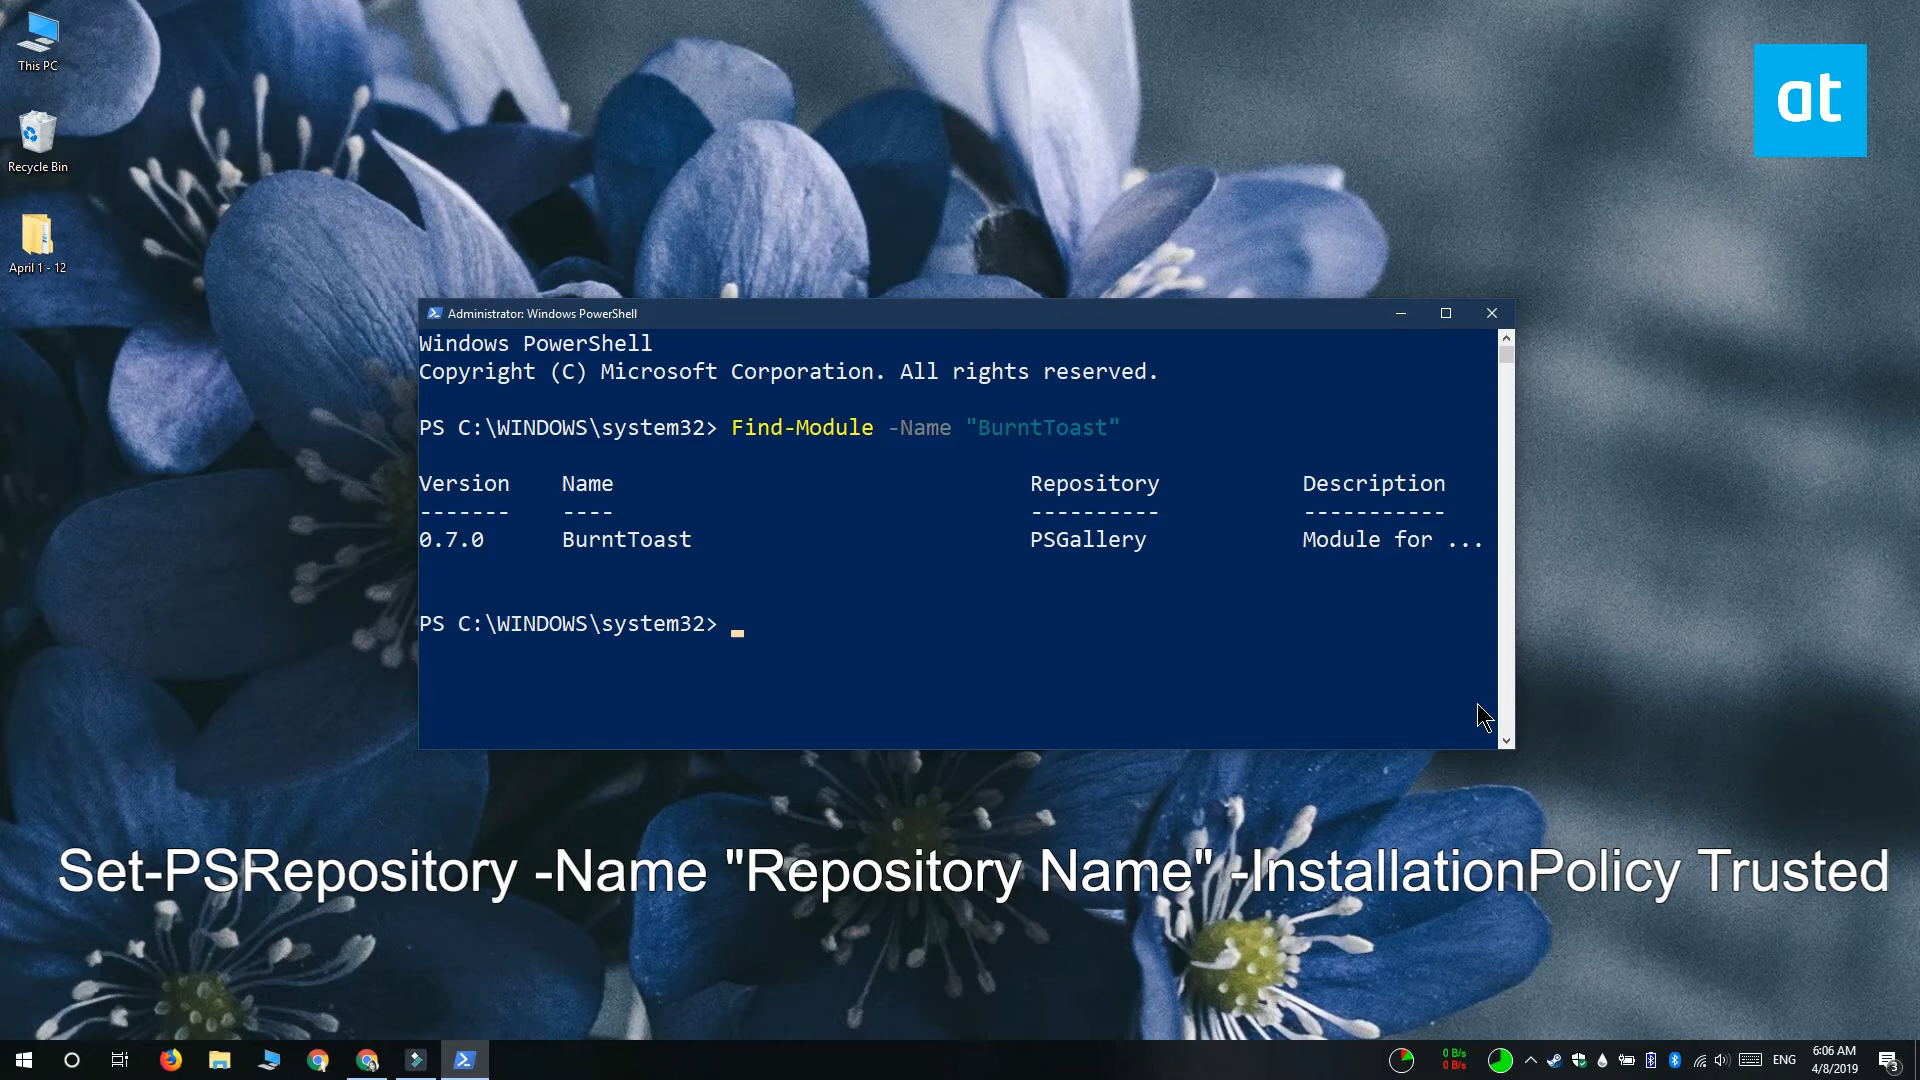 This PC
Recycle Bin
April 1 - 12
at
Administrator: Windows PowerShell
Windows PowerShell
Copyright (C) Microsoft Corporation. All rights reserved.
PS C:\WINDOWS\system32> Find-Module -Name "BurntToast"
Version Name Repository Description
------- ---- ---------- -----------
0.7.0 BurntToast PSGallery Module for ...
PS C:\WINDOWS\system32>
Set-PSRepository -Name "Repository Name" -InstallationPolicy Trusted
0 B/s
0 B/s
ENG
6:06 AM
4/8/2019
3